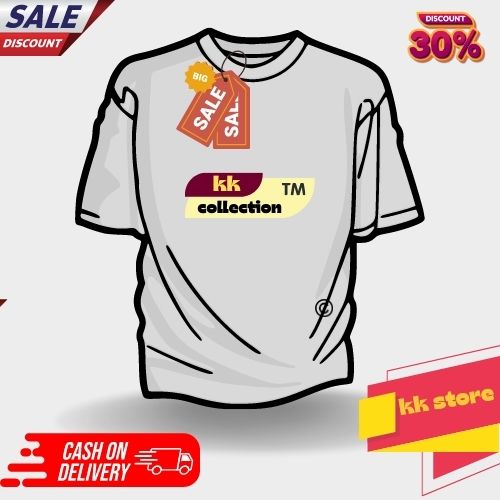 SALE
DISCOUNT
DISCOUNT
30%
BIG
SALE
SALE
kk
TM
collection
©
kk store
CASH ON
DELIVERY